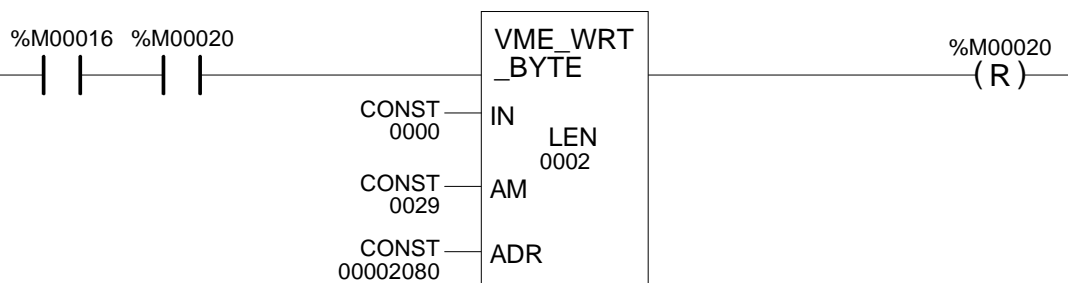 %M00016 %M00020
VME_WRT
_BYTE
%M00020
(R)
CONST
0000
IN
LEN
0002
CONST
0029
AM
CONST
00002080
ADR